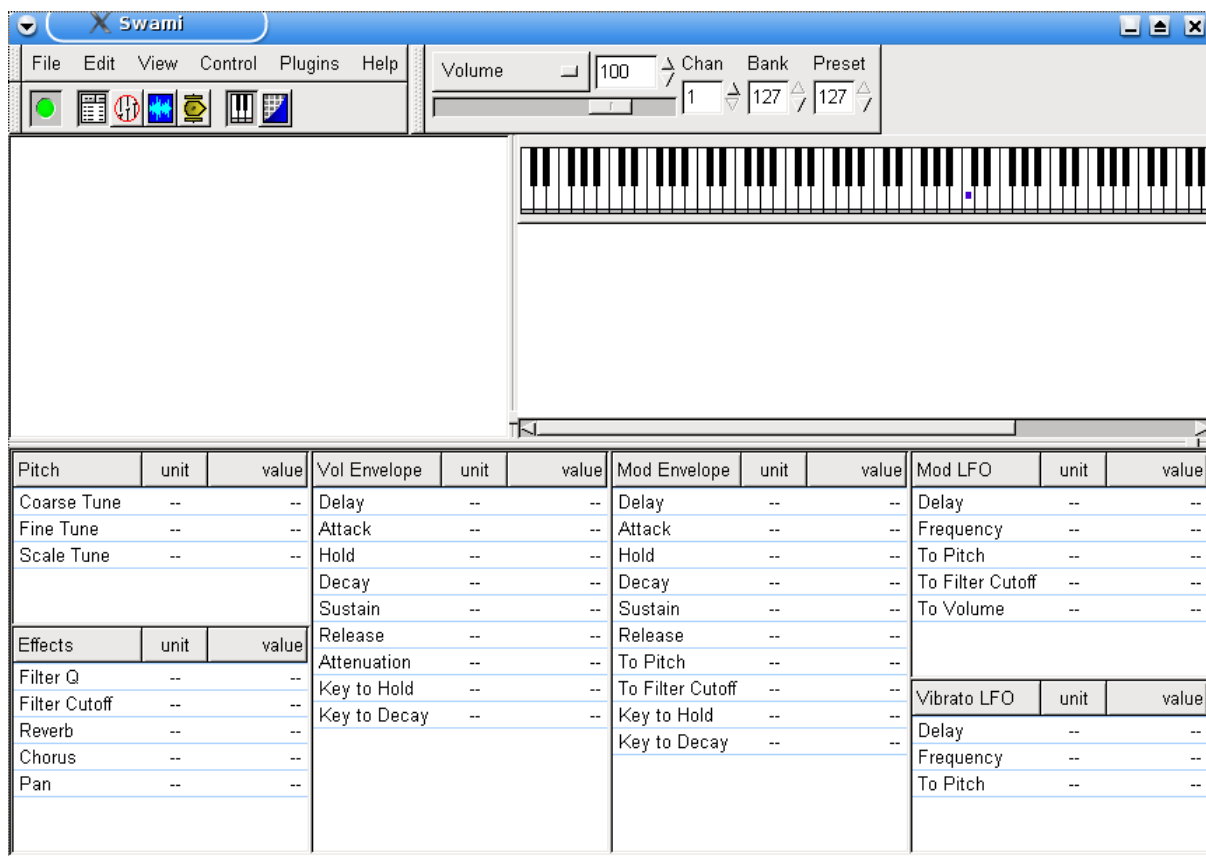 Swami
File Edit View Control Plugins Help
Volume 100 Chan Bank Preset
1 127 127
Pitch unit value
Coarse Tune -- --
Fine Tune -- --
Scale Tune -- --
Effects unit value
Filter Q -- --
Filter Cutoff -- --
Reverb -- --
Chorus -- --
Pan -- --
Vol Envelope unit value
Delay -- --
Attack -- --
Hold -- --
Decay -- --
Sustain -- --
Release -- --
Attenuation -- --
Key to Hold -- --
Key to Decay -- --
Mod Envelope unit value
Delay -- --
Attack -- --
Hold -- --
Decay -- --
Sustain -- --
Release -- --
To Pitch -- --
To Filter Cutoff -- --
Key to Hold -- --
Key to Decay -- --
Mod LFO unit value
Delay -- --
Frequency -- --
To Pitch -- --
To Filter Cutoff -- --
To Volume -- --
Vibrato LFO unit value
Delay -- --
Frequency -- --
To Pitch -- --